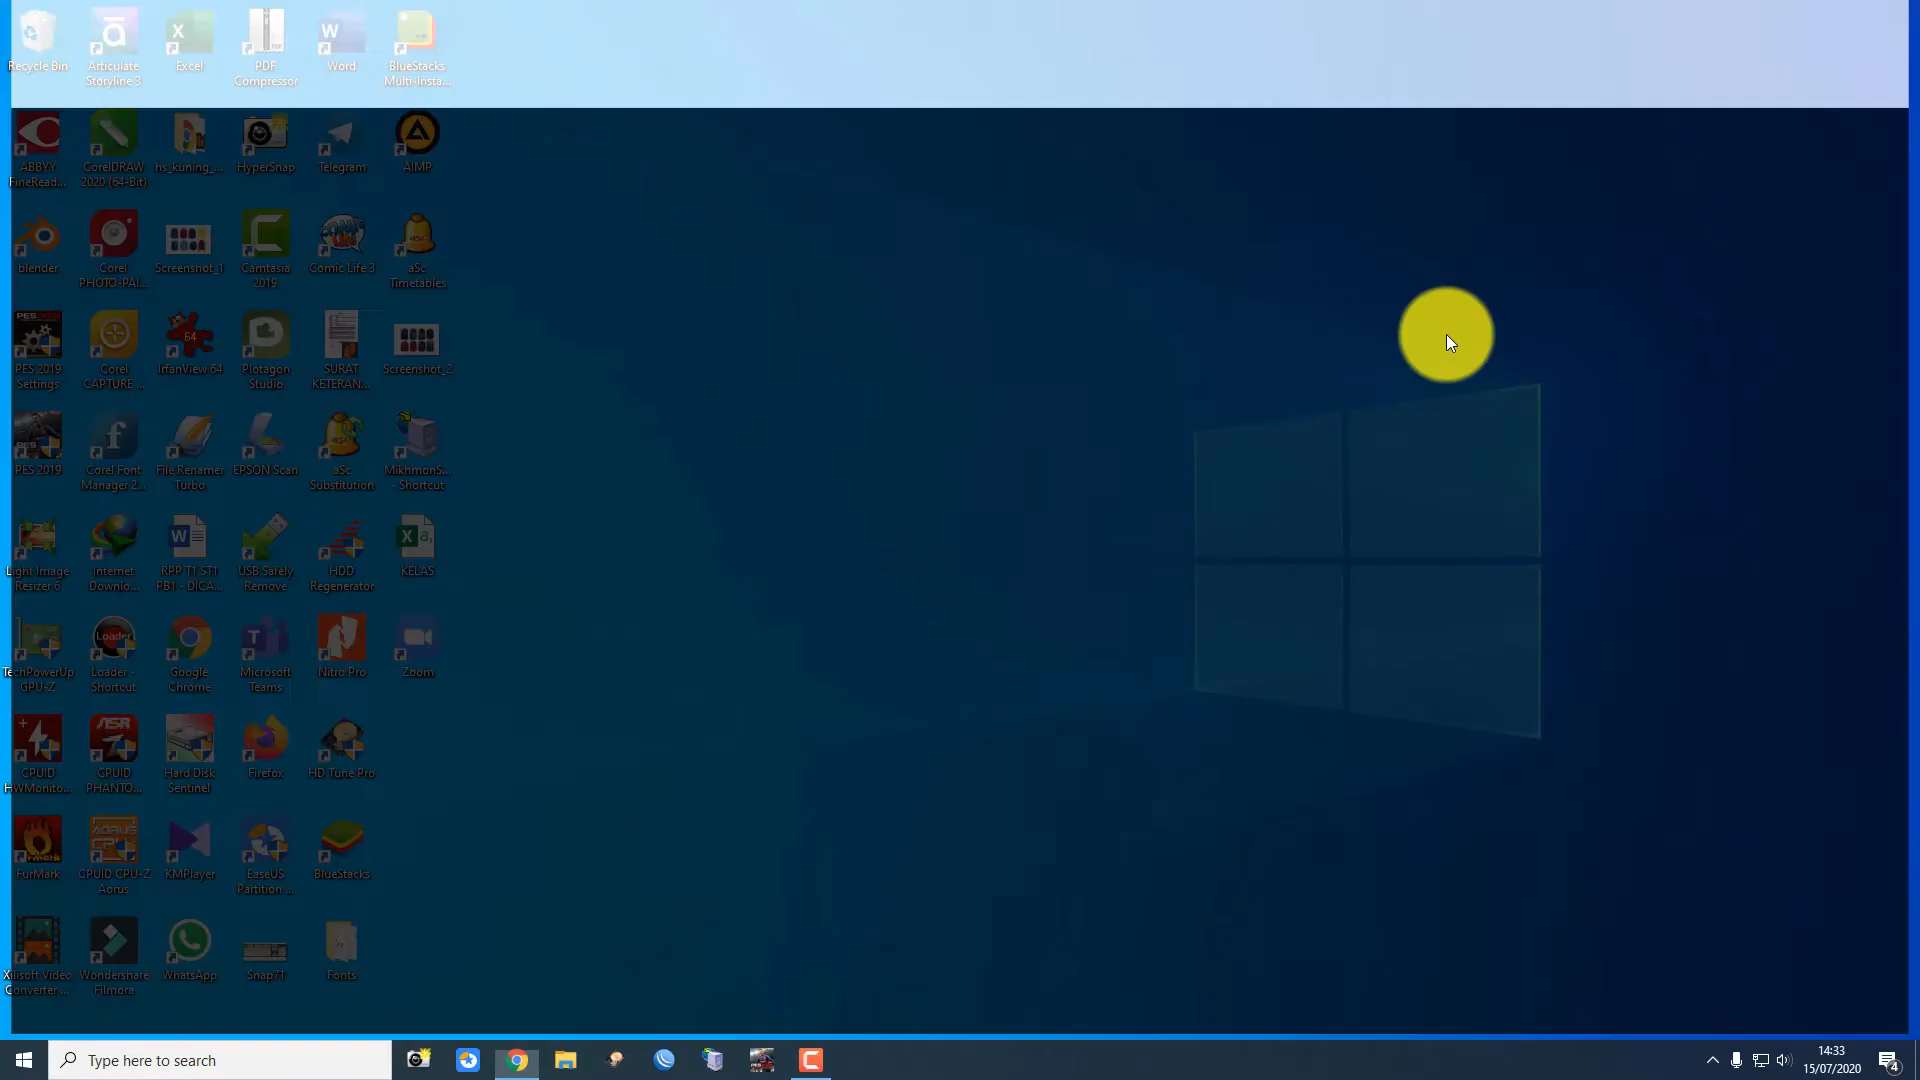 Recycle Bin
Articulate
Storyline 3
Excel
PDF
Compressor
Word
BlueStacks
Multi-Insta...
ABBYY
FineRead...
CorelDRAW
2020 (64-Bit)
hs_kuning_...
HyperSnap
Telegram
AIMP
blender
Corel
PHOTO-PAI...
Screenshot_1
Camtasia
2019
Comic Life 3
aSc
Timetables
PES 2019
Settings
Corel
CAPTURE ...
IrfanView 64
Plotagon
Studio
SURAT
KETERAN...
Screenshot_2
PES 2019
Corel Font
Manager 2...
File Renamer
Turbo
EPSON Scan
aSc
Substitution
MikhmonS...
- Shortcut
Light Image
Resizer 6
Internet
Downlo...
RPP T1 ST1
PB1 - DICA...
USB Safely
Remove
HDD
Regenerator
KELAS
TechPowerUp
GPU-Z
Loader -
Shortcut
Google
Chrome
Microsoft
Teams
Nitro Pro
Zoom
CPUID
HWMonito...
CPUID
PHANTO...
Hard Disk
Sentinel
Firefox
HD Tune Pro
FurMark
CPUID CPU-Z
Aorus
KMPlayer
EaseUS
Partition ...
BlueStacks
Xilisoft Video
Converter ...
Wondershare
Filmora
WhatsApp
Snap71
Fonts
Type here to search
14:33
15/07/2020
4